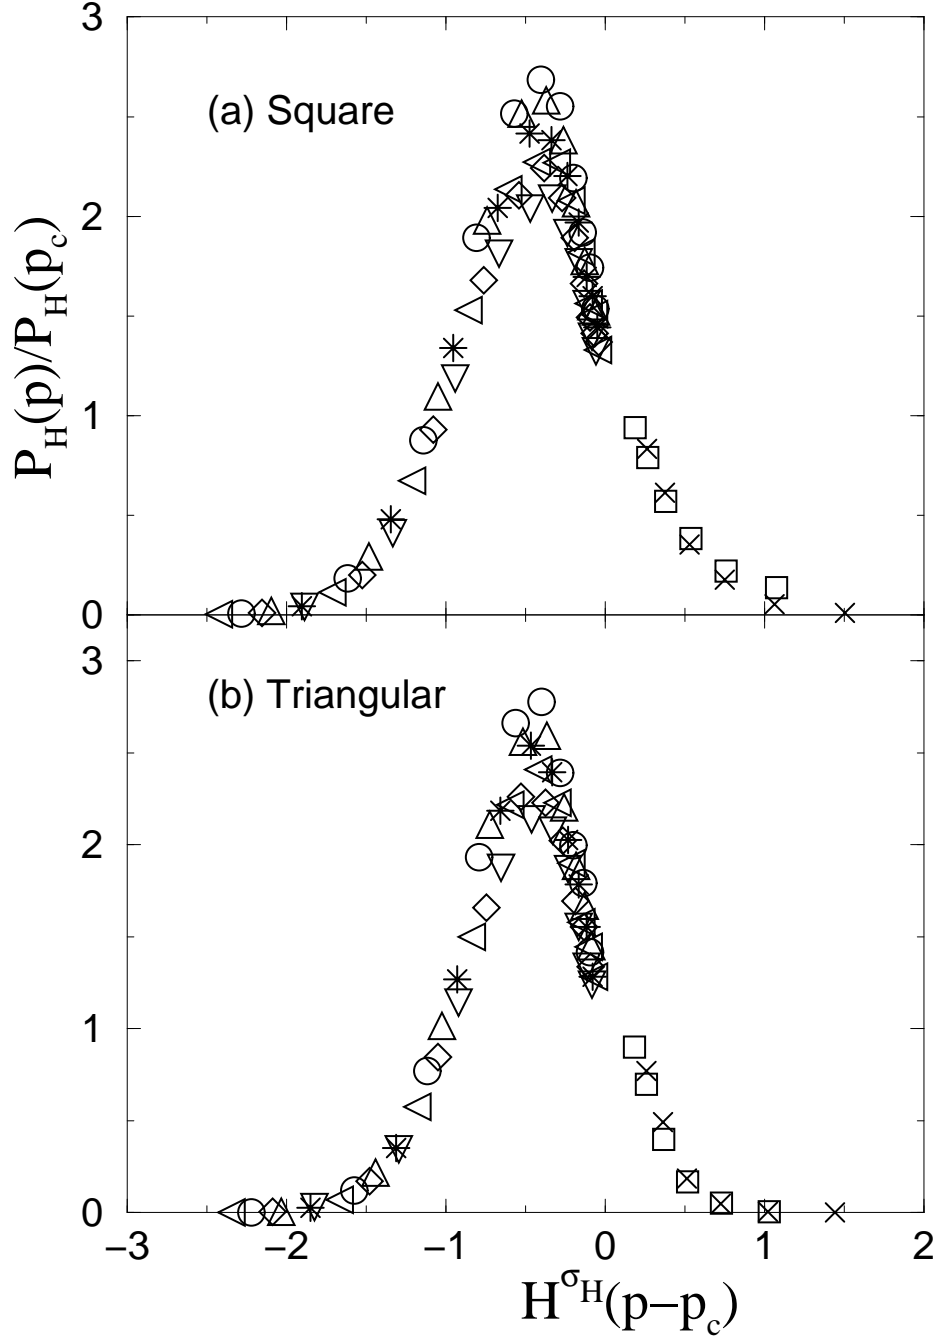 3
(a) Square
2
1
0
P_H(p)/P_H(p_c)
3
(b) Triangular
2
1
0
−3 −2 −1 0 1 2
H^{σ_H}(p−p_c)